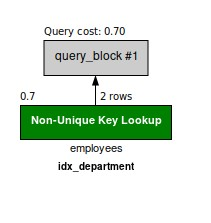 Query cost: 0.70
query_block #1
0.7
2 rows
Non-Unique Key Lookup
employees
idx_department